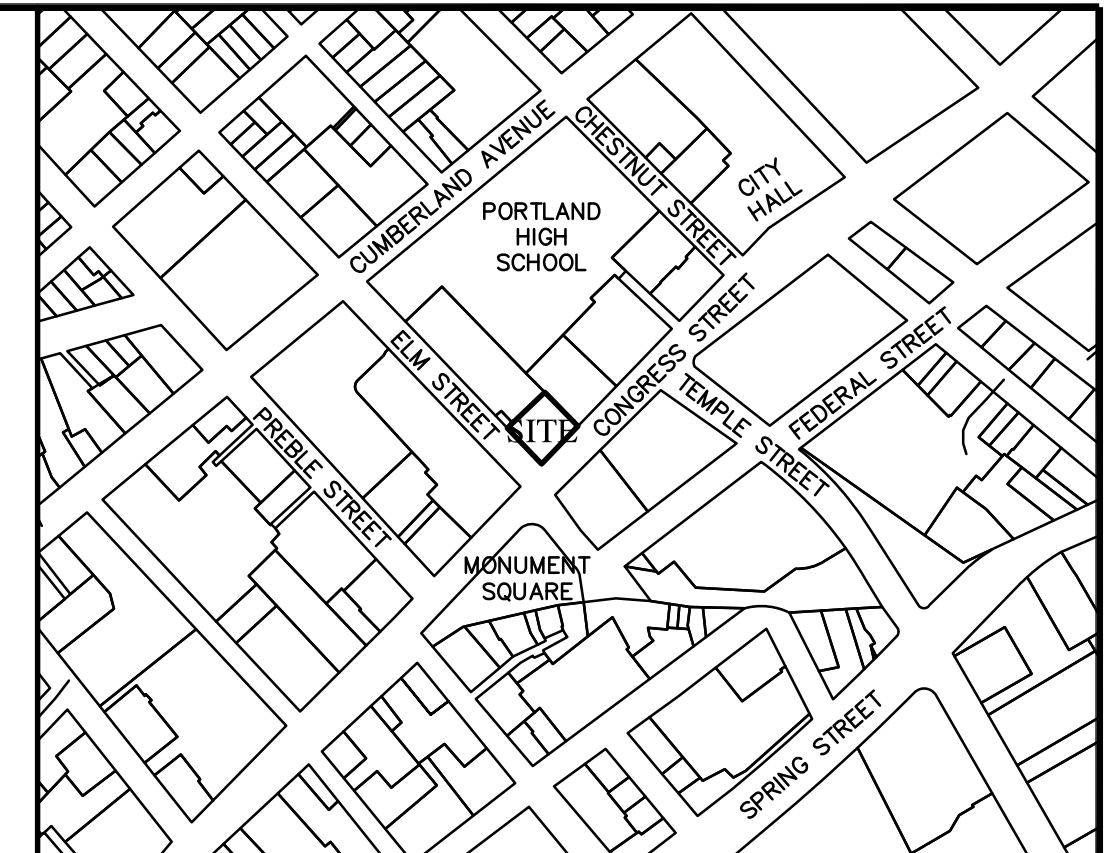 CUMBERLAND AVENUE
CHESTNUT STREET
CITY
HALL
PORTLAND
HIGH
SCHOOL
ELM STREET
SITE
CONGRESS STREET
TEMPLE STREET
FEDERAL STREET
PREBLE STREET
MONUMENT
SQUARE
SPRING STREET